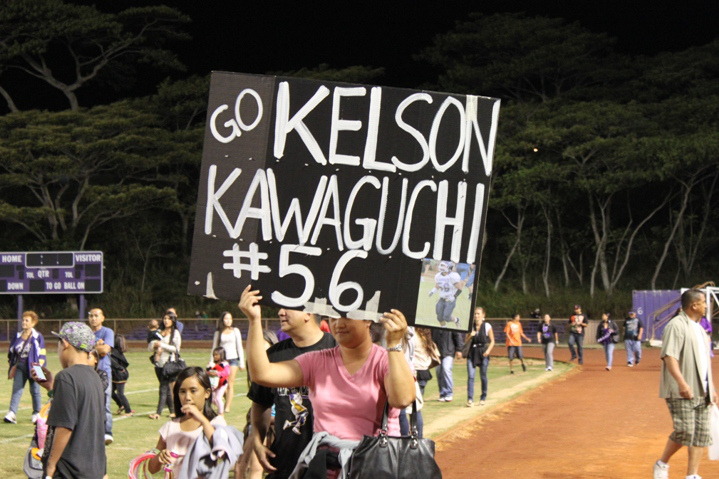 GO KELSON
KAWAGUCHI
#56
HOME
VISITOR
QTR
DOWN
TO GO
BALL ON